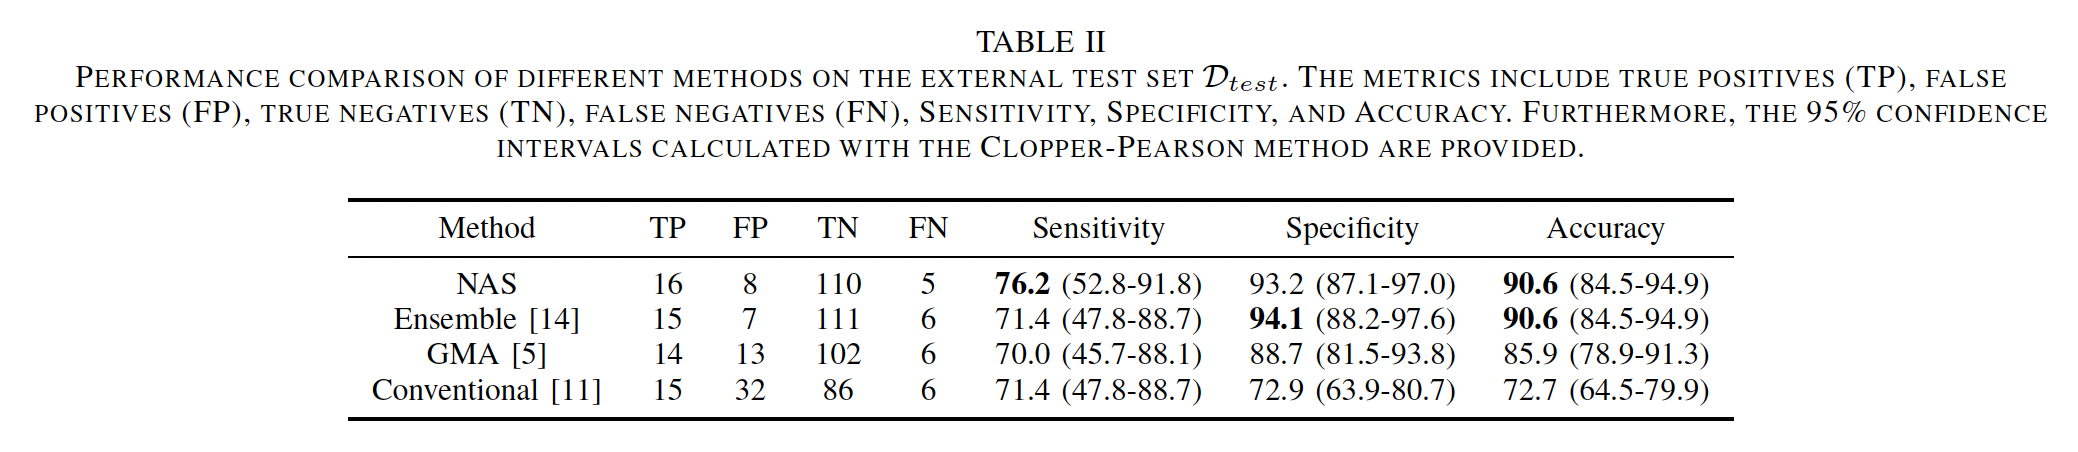 TABLE II
PERFORMANCE COMPARISON OF DIFFERENT METHODS ON THE EXTERNAL TEST SET 𝒟test. THE METRICS INCLUDE TRUE POSITIVES (TP), FALSE
POSITIVES (FP), TRUE NEGATIVES (TN), FALSE NEGATIVES (FN), SENSITIVITY, SPECIFICITY, AND ACCURACY. FURTHERMORE, THE 95% CONFIDENCE
INTERVALS CALCULATED WITH THE CLOPPER-PEARSON METHOD ARE PROVIDED.
Method TP FP TN FN Sensitivity Specificity Accuracy
NAS 16 8 110 5 76.2 (52.8-91.8) 93.2 (87.1-97.0) 90.6 (84.5-94.9)
Ensemble [14] 15 7 111 6 71.4 (47.8-88.7) 94.1 (88.2-97.6) 90.6 (84.5-94.9)
GMA [5] 14 13 102 6 70.0 (45.7-88.1) 88.7 (81.5-93.8) 85.9 (78.9-91.3)
Conventional [11] 15 32 86 6 71.4 (47.8-88.7) 72.9 (63.9-80.7) 72.7 (64.5-79.9)